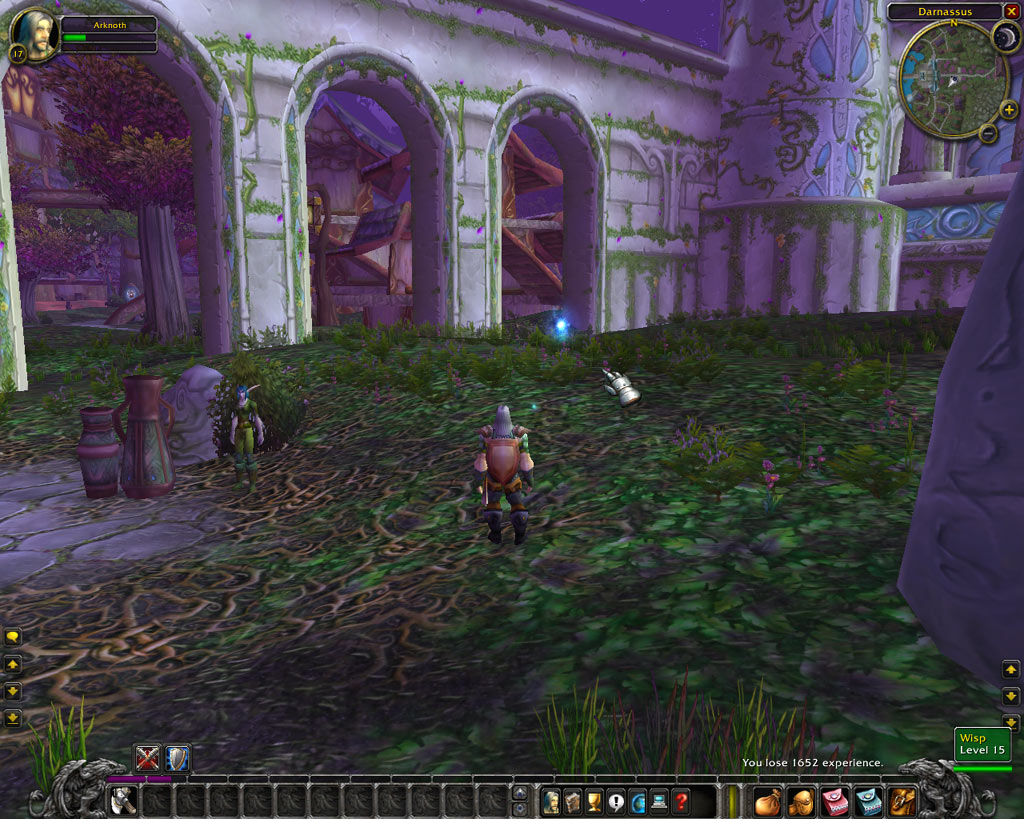 Arknoth
17
Darnassus
N
Wisp
Level 15
You lose 1652 experience.